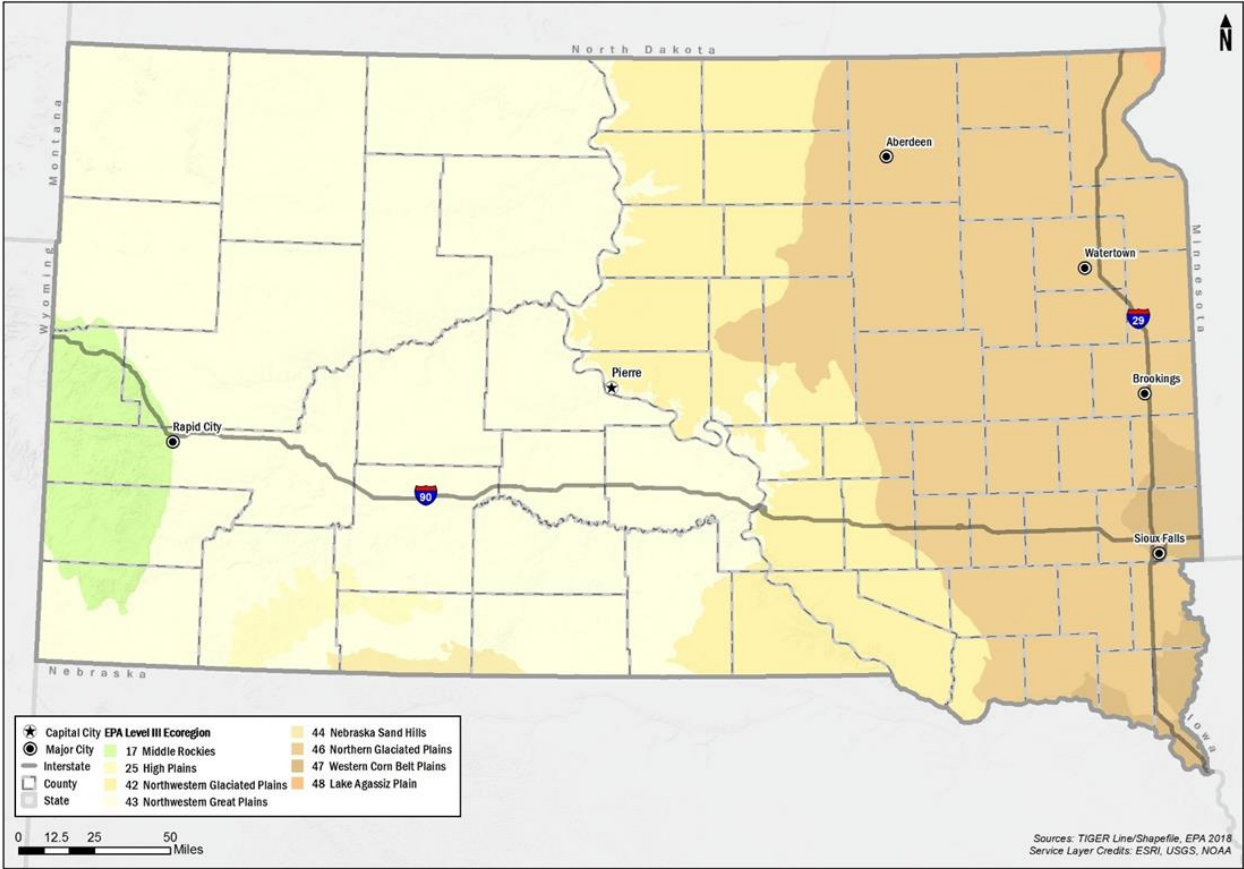 N
North Dakota
Montana
Aberdeen
Minnesota
Watertown
Wyoming
29
Pierre
Brookings
Rapid City
90
Sioux Falls
Nebraska
Iowa
Capital City
Major City
Interstate
County
State
EPA Level III Ecoregion
17 Middle Rockies
25 High Plains
42 Northwestern Glaciated Plains
43 Northwestern Great Plains
44 Nebraska Sand Hills
46 Northern Glaciated Plains
47 Western Corn Belt Plains
48 Lake Agassiz Plain
0 12.5 25 50
Miles
Sources: TIGER Line/Shapefile, EPA 2018
Service Layer Credits: ESRI, USGS, NOAA